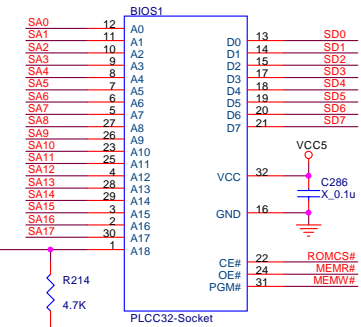 BIOS1
SA0 12 A0
SA1 11 A1
SA2 10 A2
SA3 9 A3
SA4 8 A4
SA5 7 A5
SA6 6 A6
SA7 5 A7
SA8 27 A8
SA9 26 A9
SA10 23 A10
SA11 25 A11
SA12 4 A12
SA13 28 A13
SA14 29 A14
SA15 3 A15
SA16 2 A16
SA17 30 A17
1 A18
D0 13 SD0
D1 14 SD1
D2 15 SD2
D3 17 SD3
D4 18 SD4
D5 19 SD5
D6 20 SD6
D7 21 SD7
VCC5
VCC 32
C286
X_0.1u
GND 16
CE# 22 ROMCS#
OE# 24 MEMR#
PGM# 31 MEMW#
R214
4.7K
PLCC32-Socket